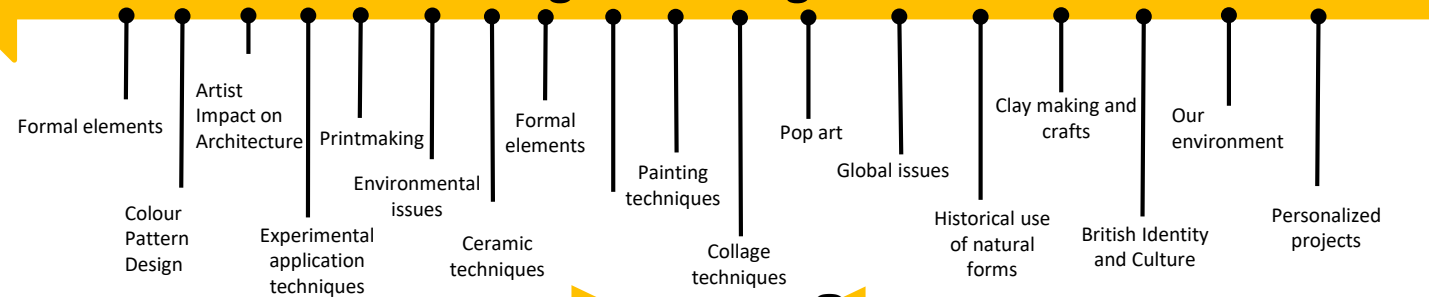 Formal elements
Colour
Pattern
Design
Artist
Impact on
Architecture
Experimental
application
techniques
Printmaking
Environmental
issues
Ceramic
techniques
Formal
elements
Painting
techniques
Collage
techniques
Pop art
Global issues
Historical use
of natural
forms
Clay making and
crafts
British Identity
and Culture
Our
environment
Personalized
projects